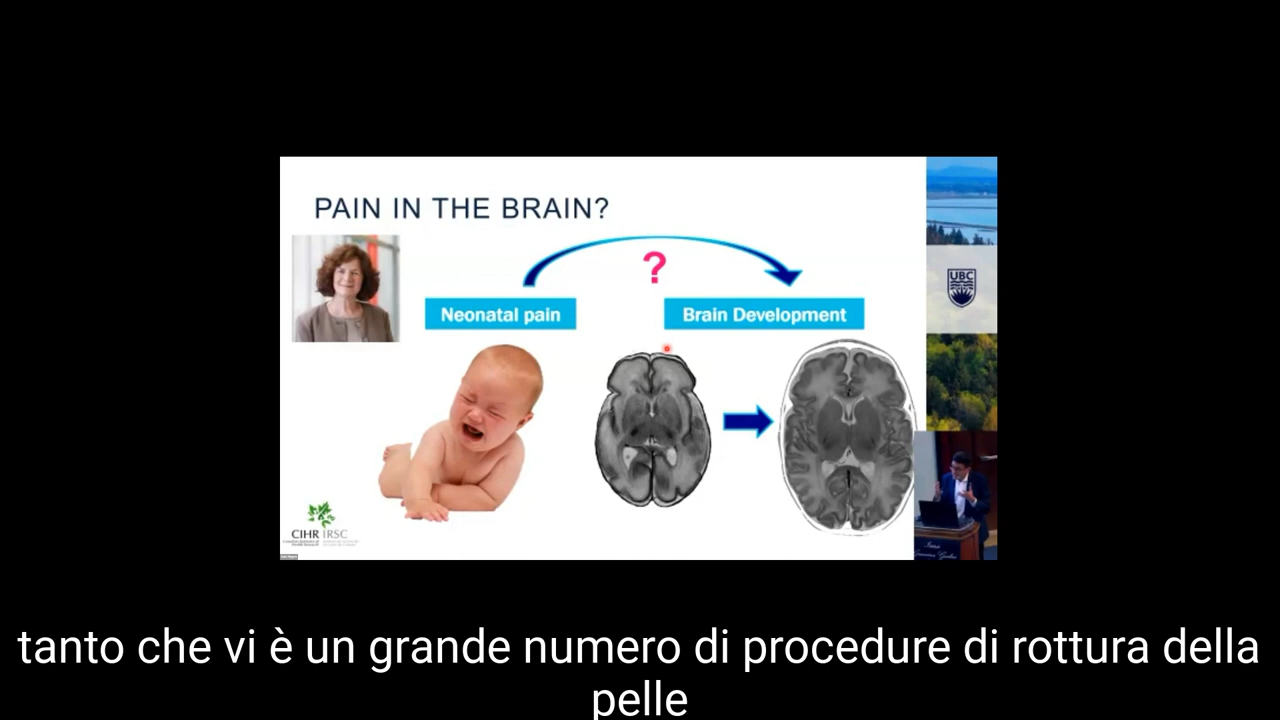 PAIN IN THE BRAIN?
?
Neonatal pain
Brain Development
UBC
CIHR IRSC
tanto che vi è un grande numero di procedure di rottura della
pelle